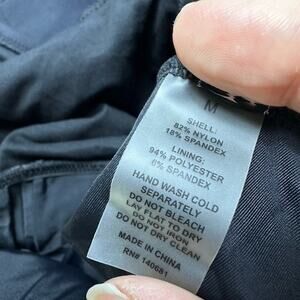 M
SHELL:
82% NYLON
18% SPANDEX
LINING:
94% POLYESTER
6% SPANDEX
HAND WASH COLD
SEPARATELY
DO NOT BLEACH
LAY FLAT TO DRY
DO NOT IRON
DO NOT DRY CLEAN
MADE IN CHINA
RN# 140681